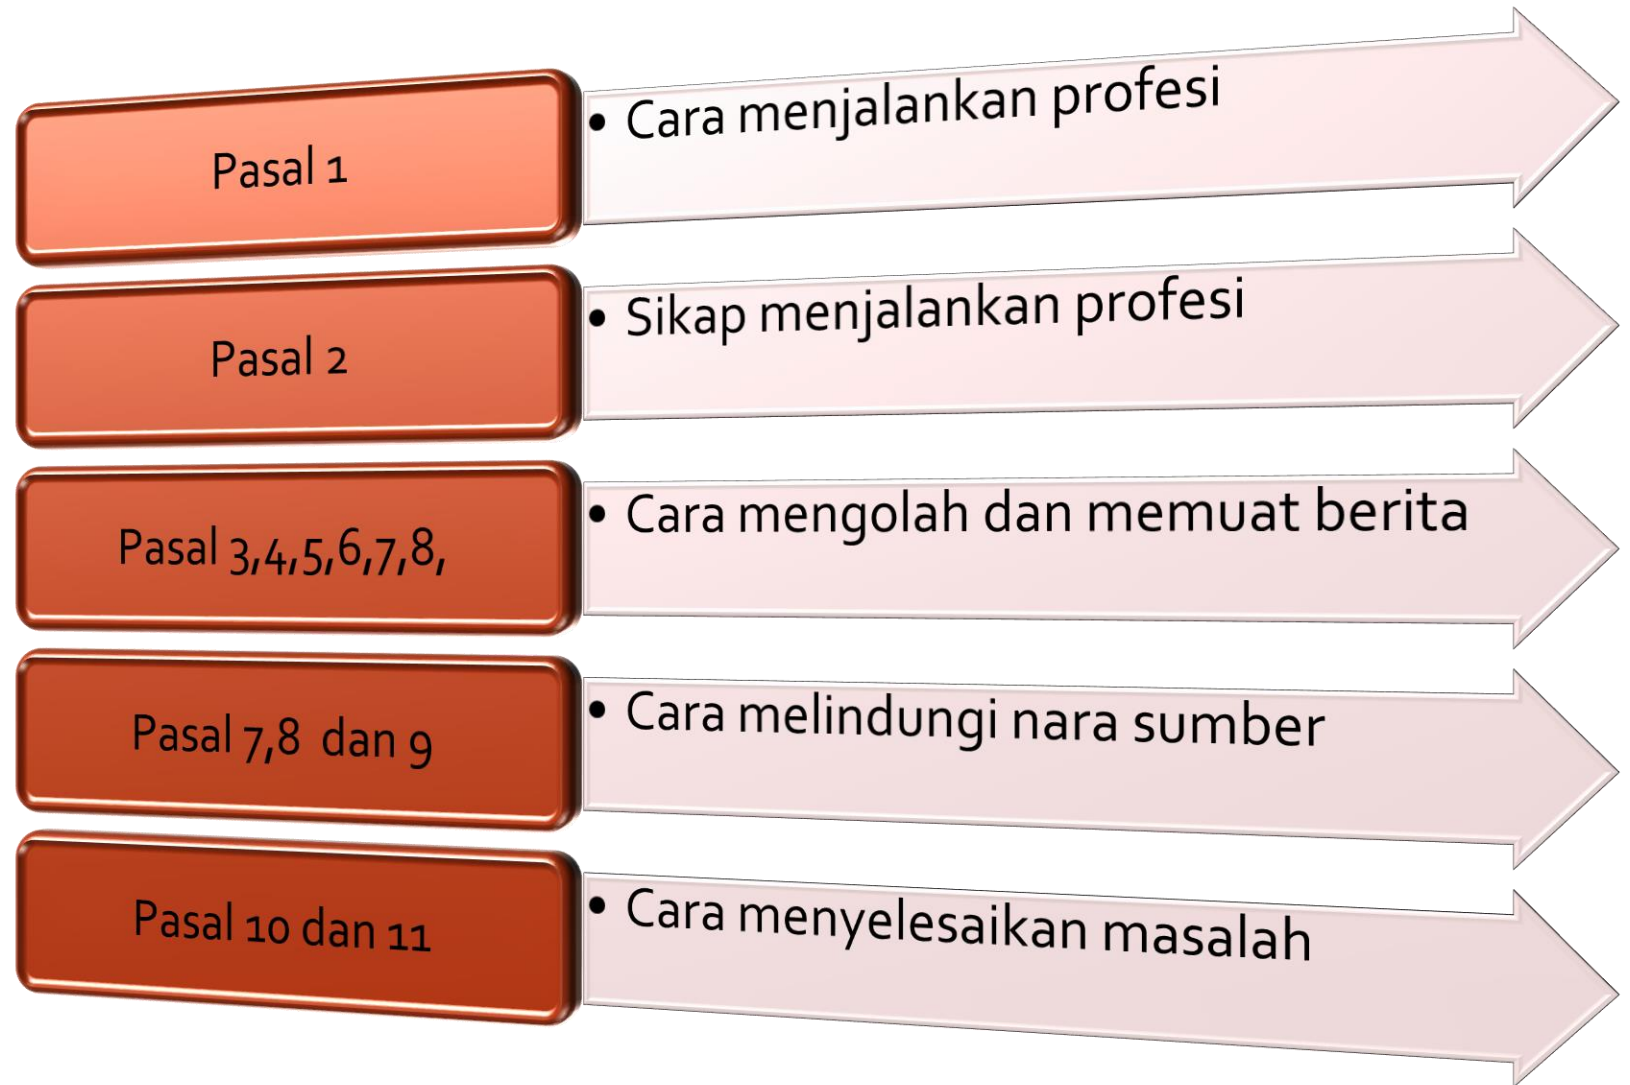 Pasal 1
• Cara menjalankan profesi
Pasal 2
• Sikap menjalankan profesi
Pasal 3,4,5,6,7,8,
• Cara mengolah dan memuat berita
Pasal 7,8 dan 9
• Cara melindungi nara sumber
Pasal 10 dan 11
• Cara menyelesaikan masalah